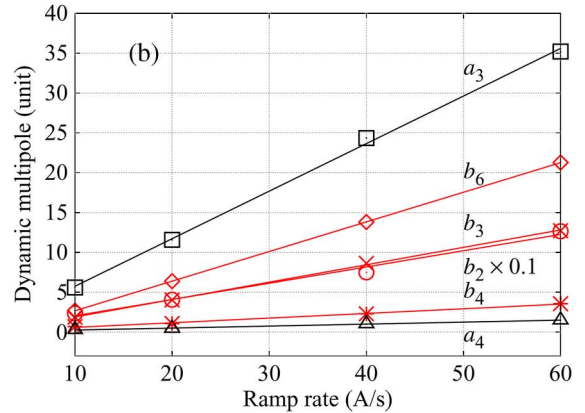 40
35
30
25
20
15
10
5
0
Dynamic multipole (unit)
(b)
a3
b6
b3
b2 × 0.1
b4
a4
10 20 30 40 50 60
Ramp rate (A/s)